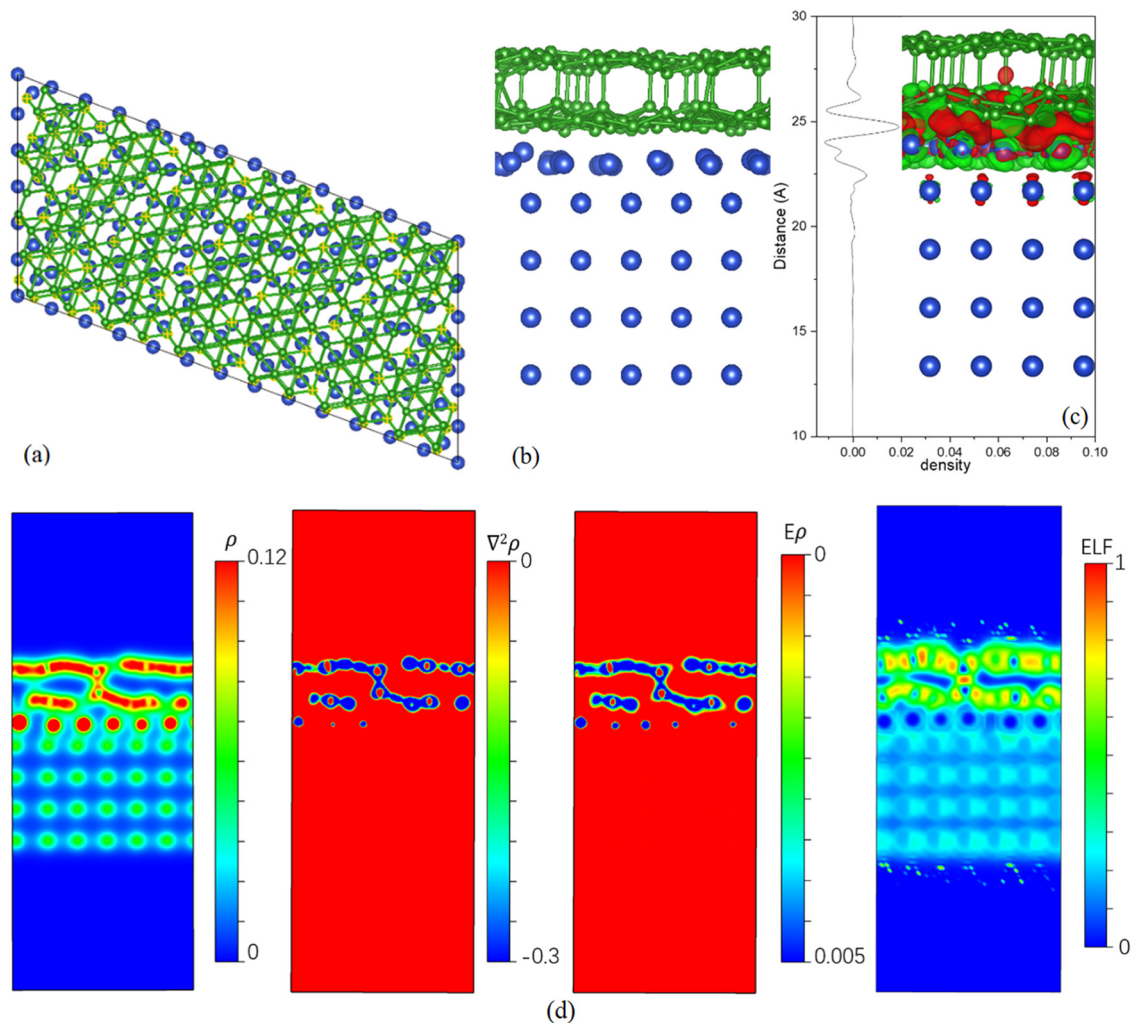 (a)
(b)
30
25
20
15
10
Distance (A)
0.00 0.02 0.04 0.06 0.08 0.10
density
(c)
ρ
0.12
0
∇²ρ
0
-0.3
Eρ
0
0.005
ELF
1
0
(d)